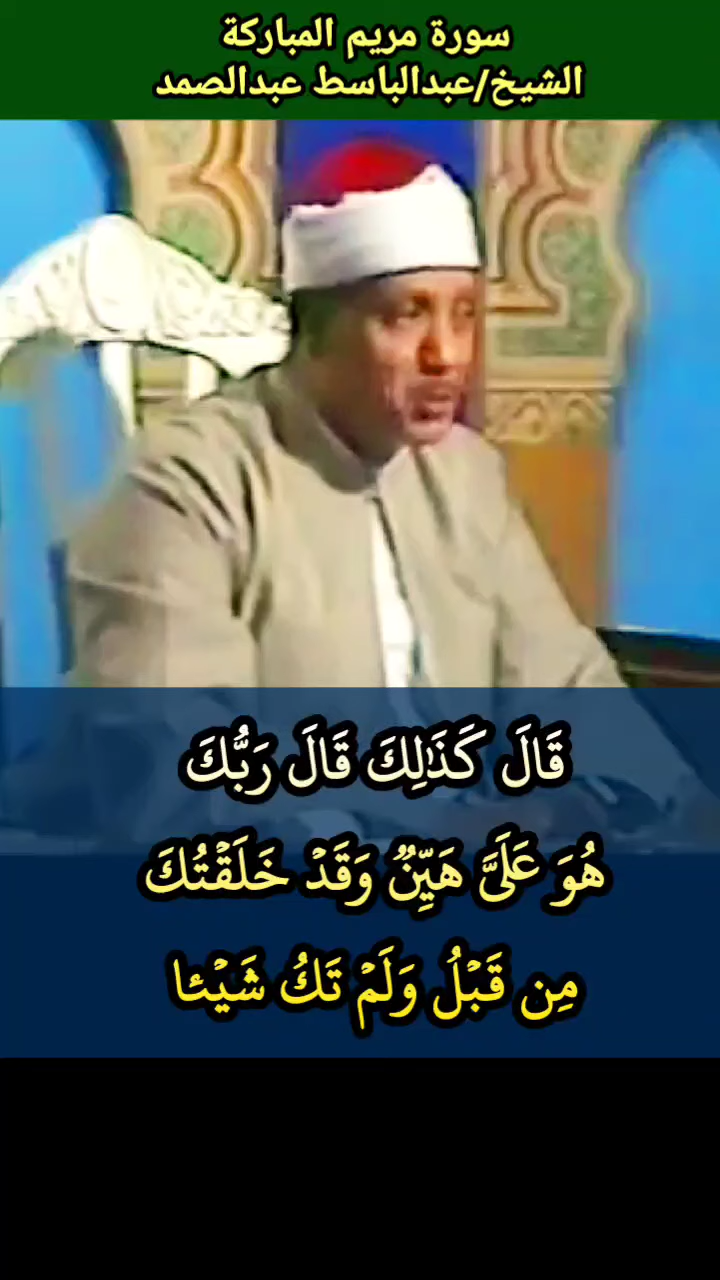 سورة مريم المباركة
الشيخ/عبدالباسط عبدالصمد
قَالَ كَذَٰلِكَ قَالَ رَبُّكَ
هُوَ عَلَىَّ هَيِّنٌۭ وَقَدْ خَلَقْتُكَ
مِن قَبْلُ وَلَمْ تَكُ شَيْـًۭٔا